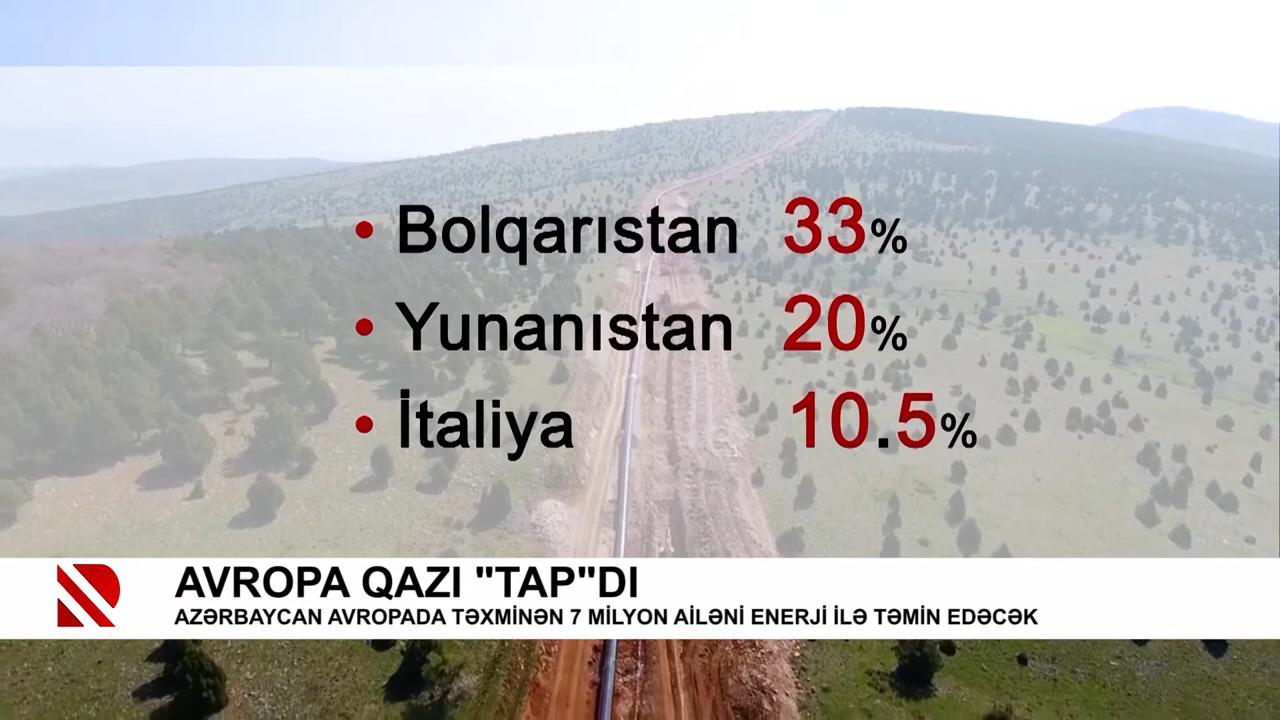 • Bolqarıstan 33%
• Yunanıstan 20%
• İtaliya 10.5%
AVROPA QAZI "TAP"DI
AZƏRBAYCAN AVROPADA TƏXMİNƏN 7 MİLYON AİLƏNİ ENERJİ İLƏ TƏMİN EDƏCƏK